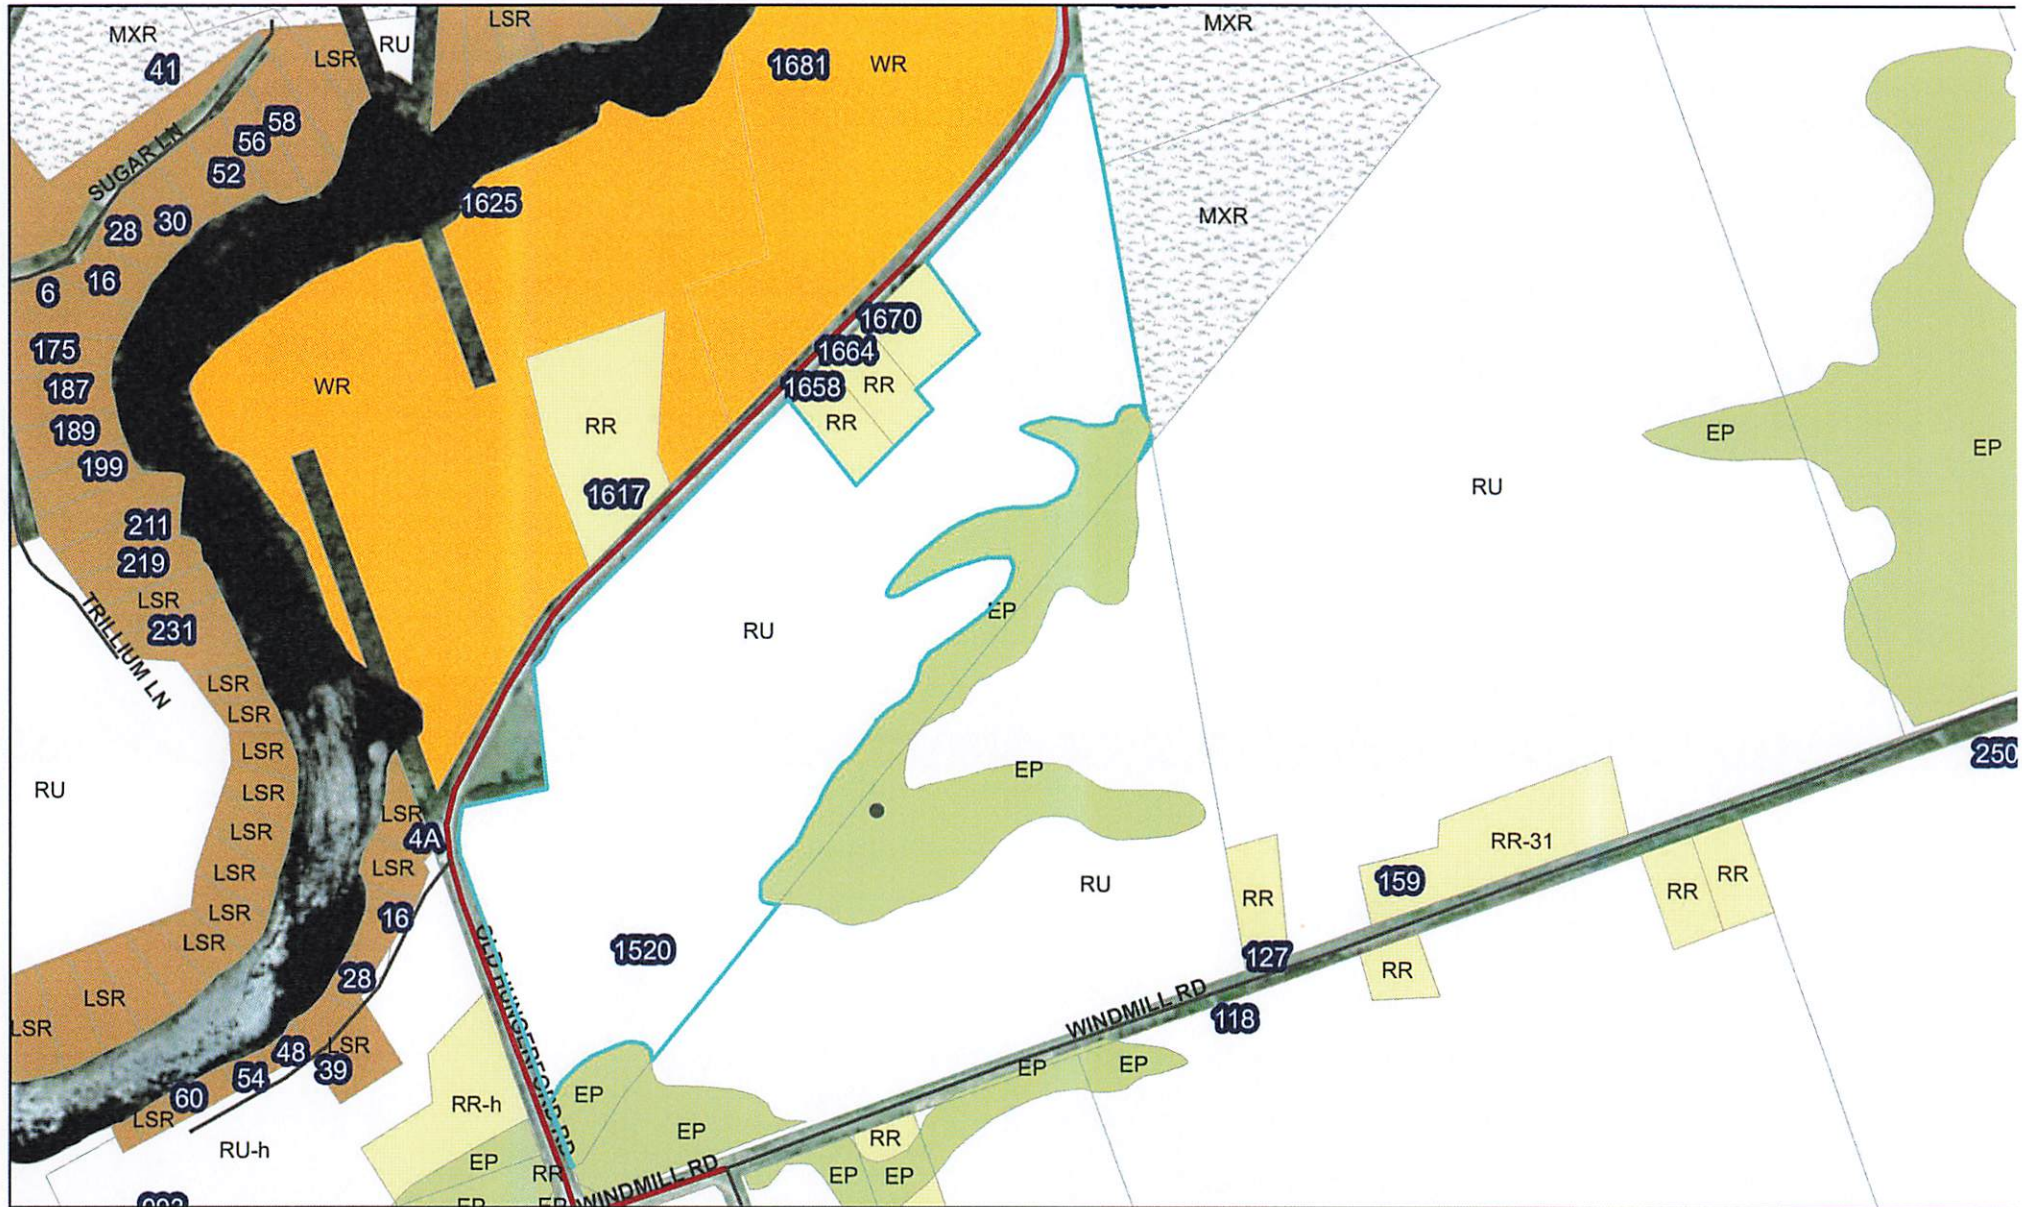 MXR
41
LSR
RU
LSR
1681
WR
MXR
58
56
52
SUGAR LN
28
30
1625
MXR
6
16
175
187
189
199
WR
RR
1617
1670
1664
1658
RR
RR
EP
EP
RU
211
219
LSR
231
TRILLIUM LN
RU
EP
LSR
LSR
LSR
LSR
LSR
LSR
LSR
LSR
RU
EP
250
LSR
4A
LSR
16
RR-31
159
RR
RR
RR
RU
127
RR
1520
OLD HUNGERFORD RD
28
LSR
LSR
WINDMILL RD
118
48
LSR
39
54
60
LSR
EP
EP
EP
RR-h
EP
RR
RU-h
EP
RR
EP
EP
WINDMILL RD
EP
EP